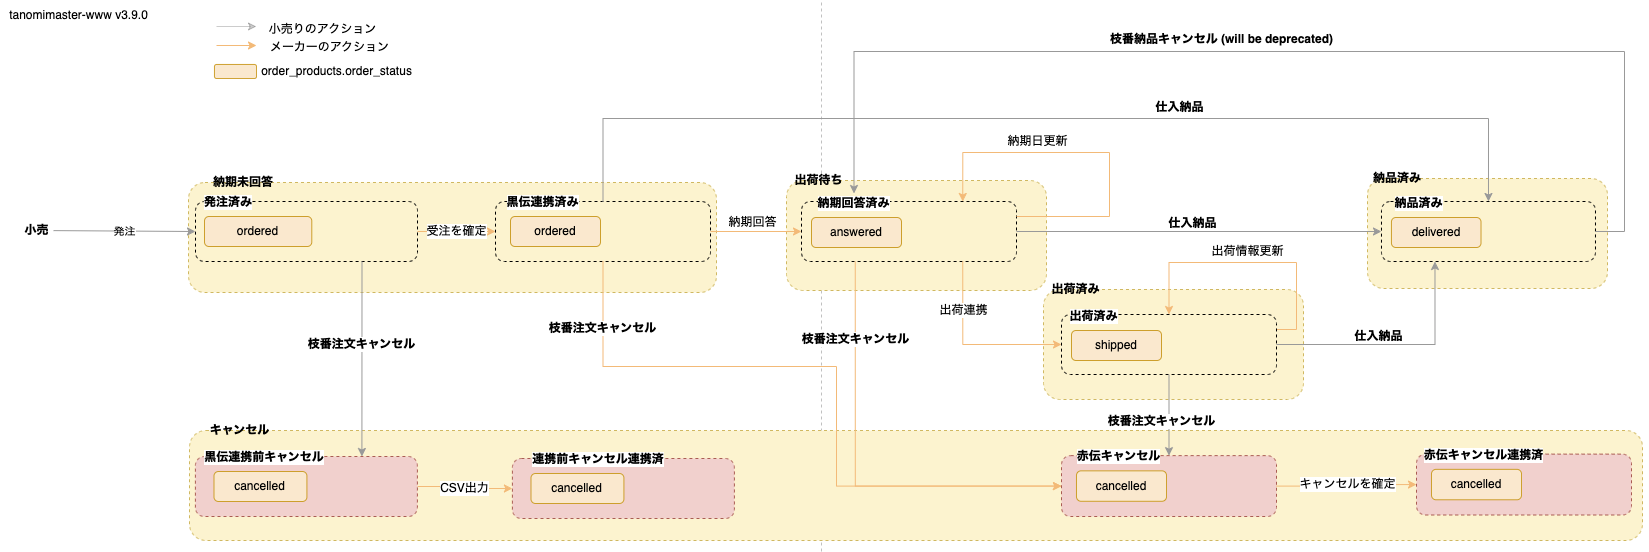 tanomimaster-www v3.9.0
小売りのアクション
メーカーのアクション
order_products.order_status
枝番納品キャンセル (will be deprecated)
仕入納品
納期日更新
納期未回答
出荷待ち
納品済み
発注済み
黒伝連携済み
納期回答済み
納品済み
小売
発注
ordered
受注を確定
ordered
納期回答
answered
仕入納品
delivered
出荷情報更新
出荷済み
出荷連携
出荷済み
shipped
仕入納品
枝番注文キャンセル
枝番注文キャンセル
枝番注文キャンセル
枝番注文キャンセル
キャンセル
黒伝連携前キャンセル
連携前キャンセル連携済
赤伝キャンセル
赤伝キャンセル連携済
cancelled
CSV出力
cancelled
cancelled
キャンセルを確定
cancelled